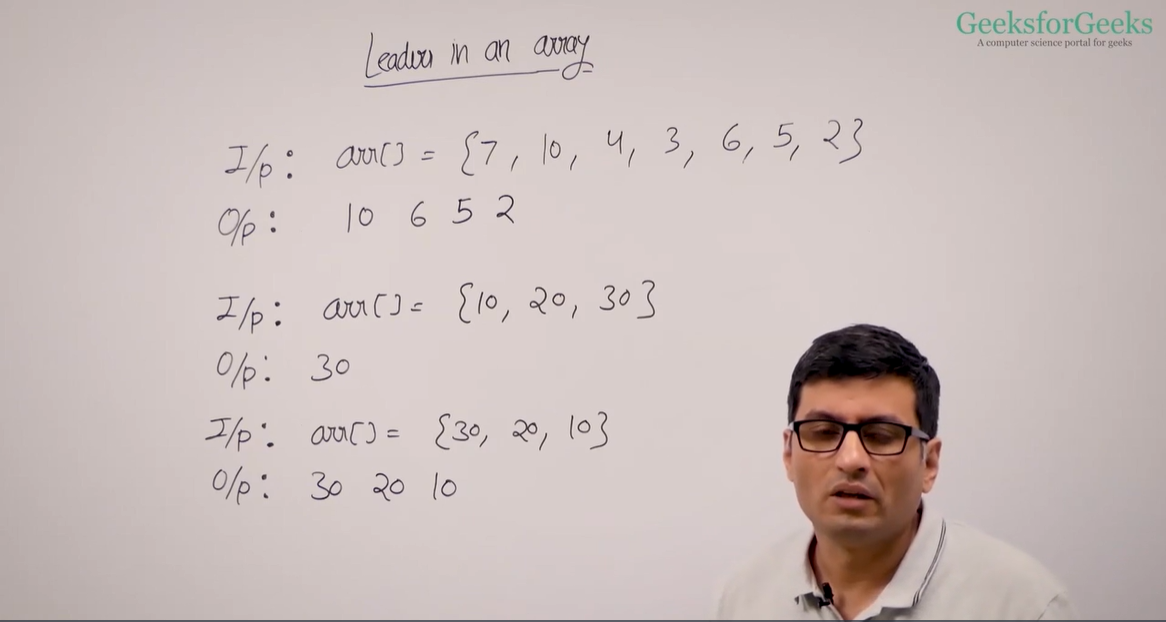 GeeksforGeeks
A computer science portal for geeks
Leader in an array
I/p: arr[] = {7, 10, 4, 3, 6, 5, 2}
O/p: 10 6 5 2
I/p: arr[] = {10, 20, 30}
O/p: 30
I/p: arr[] = {30, 20, 10}
O/p: 30 20 10